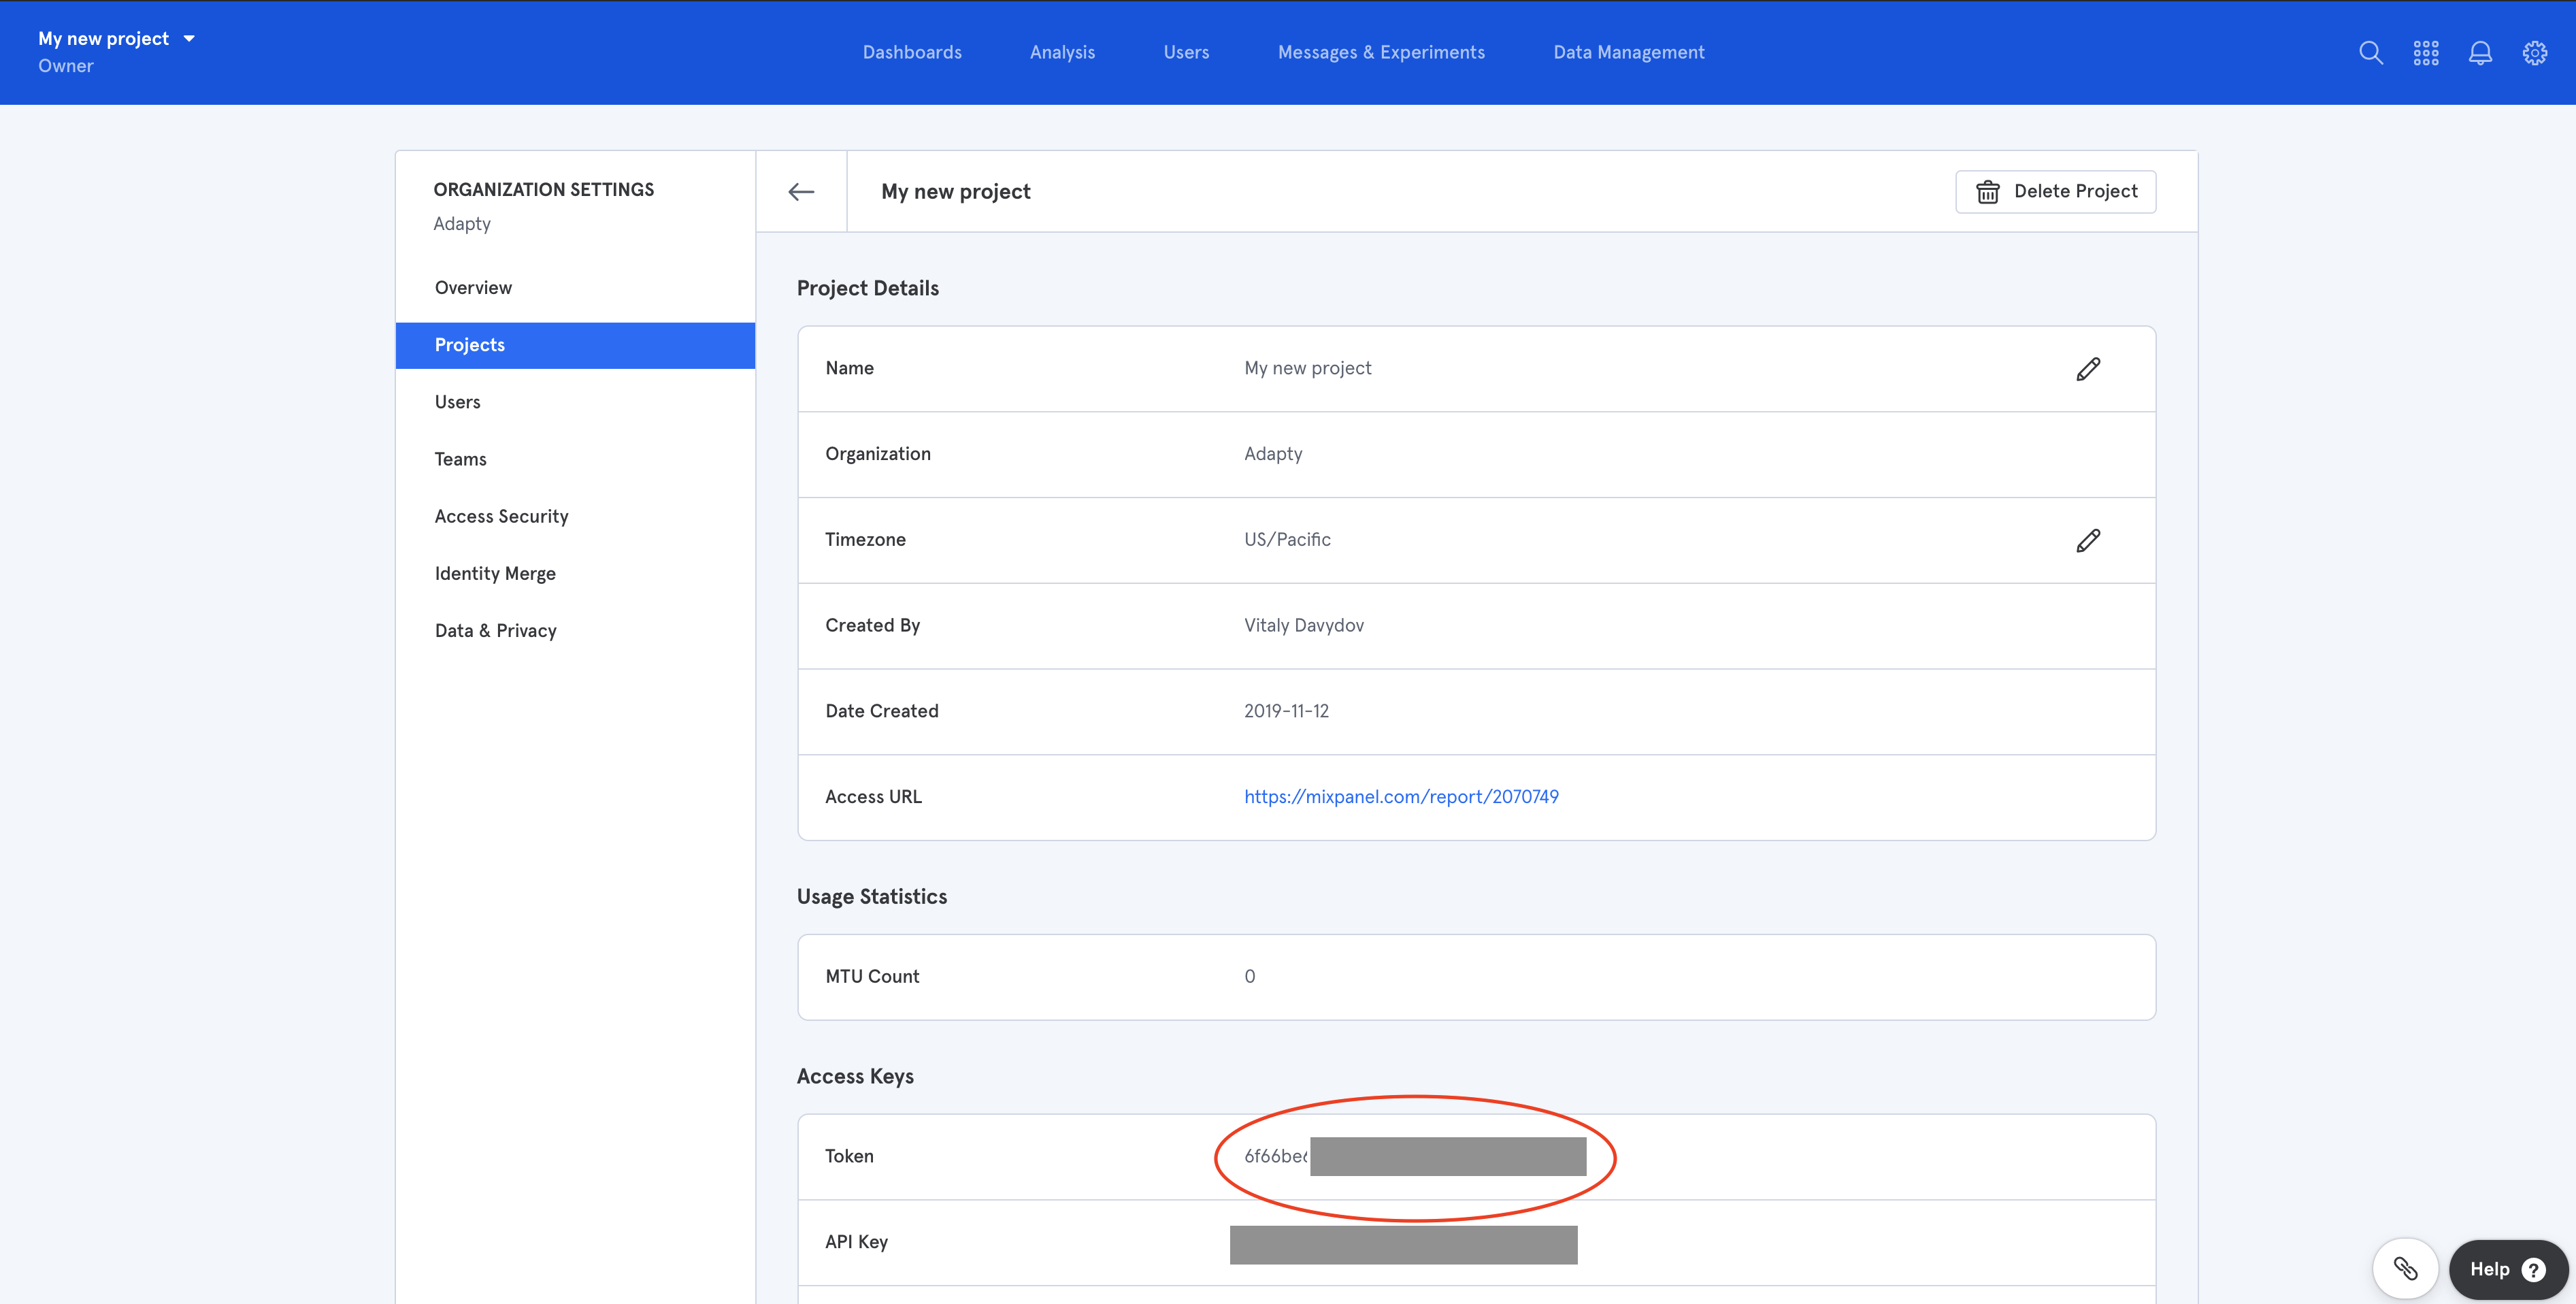 My new project
Owner
Dashboards
Analysis
Users
Messages & Experiments
Data Management
ORGANIZATION SETTINGS
Adapty
Overview
Projects
Users
Teams
Access Security
Identity Merge
Data & Privacy
My new project
Delete Project
Project Details
Name My new project
Organization Adapty
Timezone US/Pacific
Created By Vitaly Davydov
Date Created 2019-11-12
Access URL https://mixpanel.com/report/2070749
Usage Statistics
MTU Count 0
Access Keys
Token 6f66be
API Key
Help ?